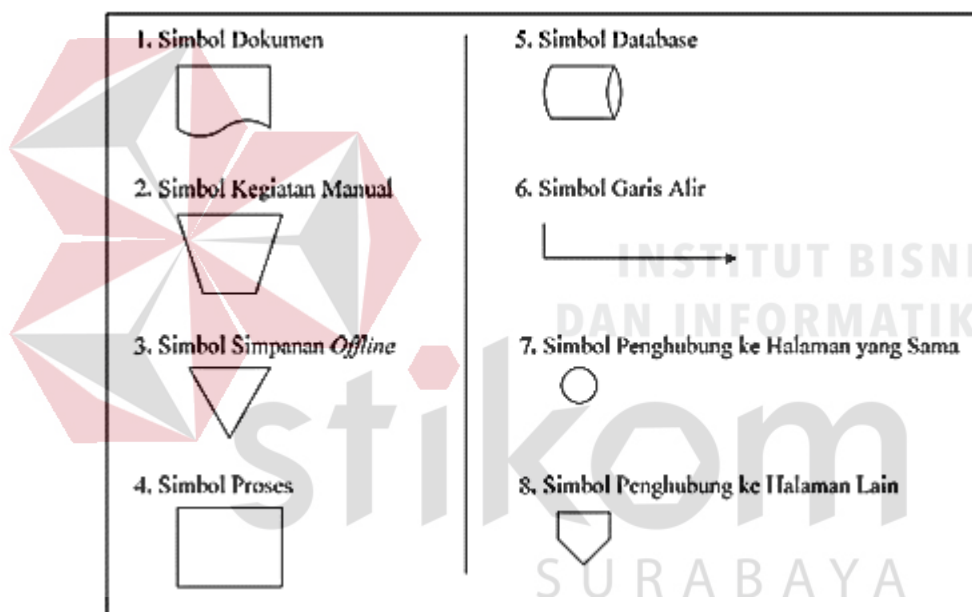 1. Simbol Dokumen
2. Simbol Kegiatan Manual
3. Simbol Simpanan Offline
4. Simbol Proses
5. Simbol Database
6. Simbol Garis Alir
7. Simbol Penghubung ke Halaman yang Sama
8. Simbol Penghubung ke Halaman Lain
INSTITUT BISNI
DAN INFORMATIK
stikom
SURABAYA